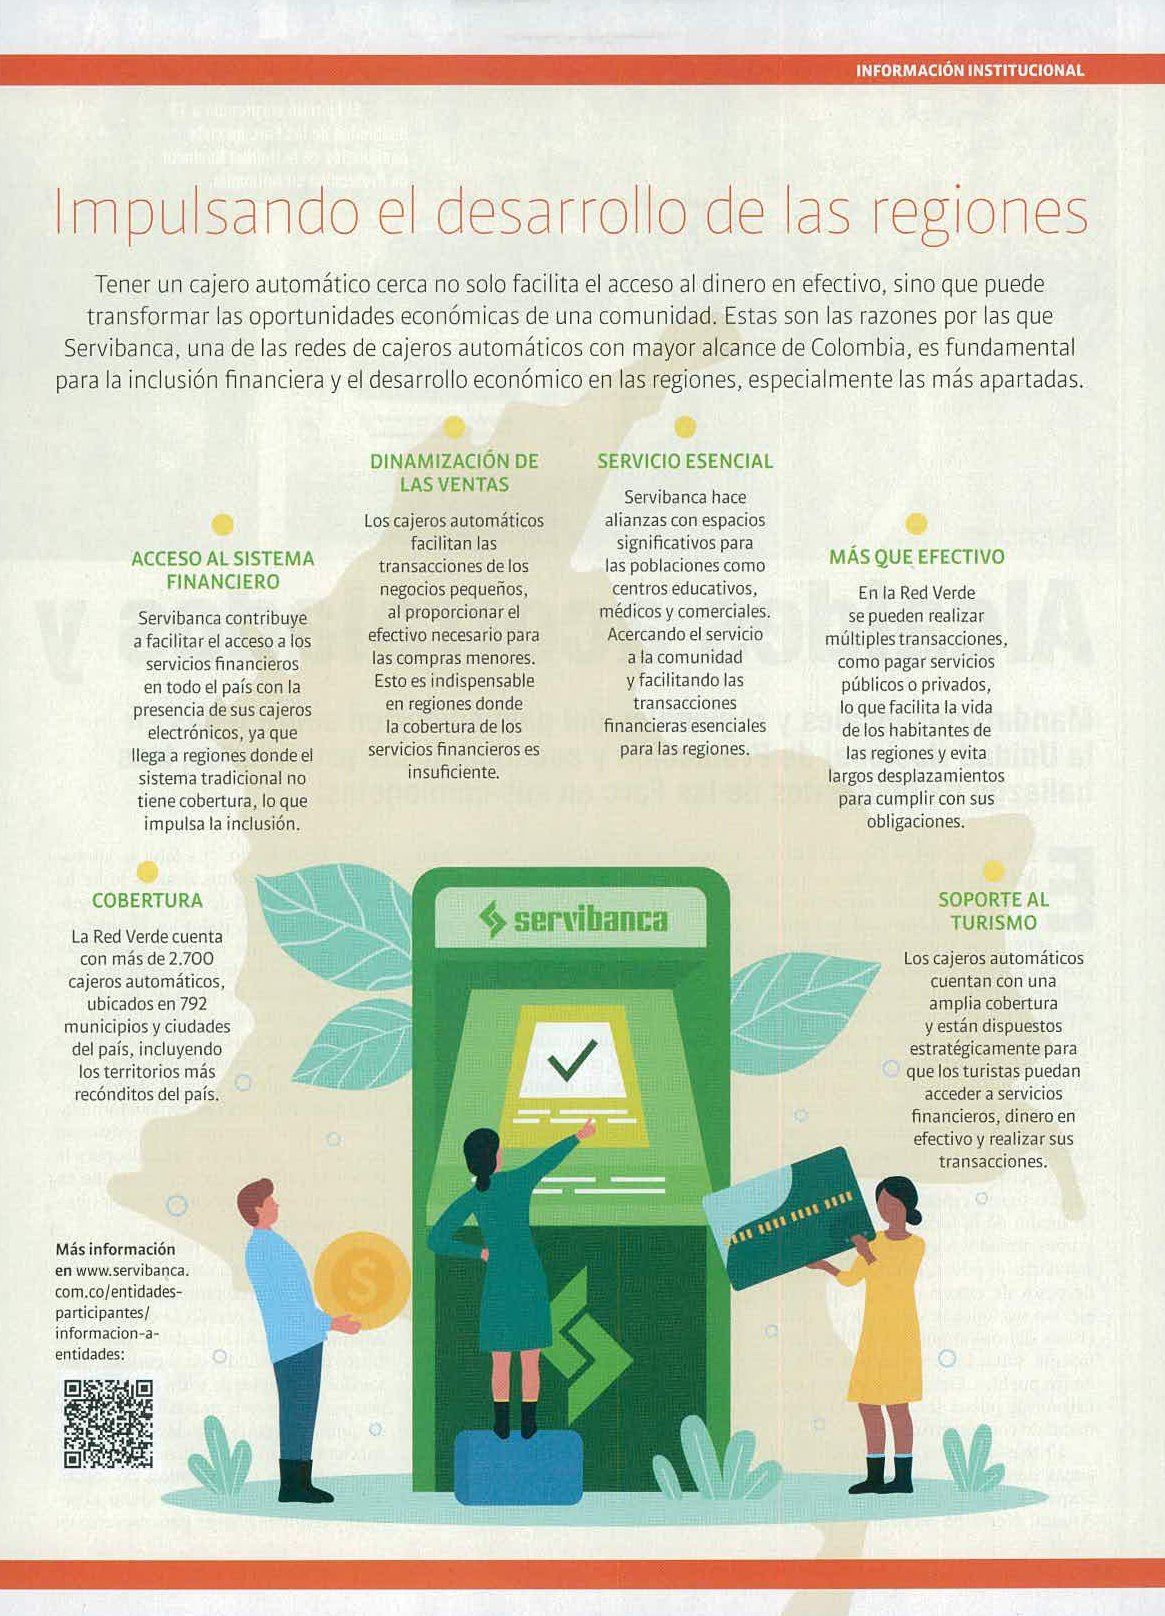 INFORMACIÓN INSTITUCIONAL
Impulsando el desarrollo de las regiones
Tener un cajero automático cerca no solo facilita el acceso al dinero en efectivo, sino que puede
transformar las oportunidades económicas de una comunidad. Estas son las razones por las que
Servibanca, una de las redes de cajeros automáticos con mayor alcance de Colombia, es fundamental
para la inclusión financiera y el desarrollo económico en las regiones, especialmente las más apartadas.
COBERTURA
La Red Verde cuenta
con más de 2.700
cajeros automáticos,
ubicados en 792
municipios y ciudades
del país, incluyendo
los territorios más
recónditos del país.
ACCESO AL SISTEMA
FINANCIERO
Servibanca contribuye
a facilitar el acceso a los
servicios financieros
en todo el país con la
presencia de sus cajeros
electrónicos, ya que
llega a regiones donde el
sistema tradicional no
tiene cobertura, lo que
impulsa la inclusión.
DINAMIZACIÓN DE
LAS VENTAS
Los cajeros automáticos
facilitan las
transacciones de los
negocios pequeños,
al proporcionar el
efectivo necesario para
las compras menores.
Esto es indispensable
en regiones donde
la cobertura de los
servicios financieros es
insuficiente.
SERVICIO ESENCIAL
Servibanca hace
alianzas con espacios
significativos para
las poblaciones como
centros educativos,
médicos y comerciales.
Acercando el servicio
a la comunidad
y facilitando las
transacciones
financieras esenciales
para las regiones.
MÁS QUE EFECTIVO
En la Red Verde
se pueden realizar
múltiples transacciones,
como pagar servicios
públicos o privados,
lo que facilita la vida
de los habitantes de
las regiones y evita
largos desplazamientos
para cumplir con sus
obligaciones.
SOPORTE AL
TURISMO
Los cajeros automáticos
cuentan con una
amplia cobertura
y están dispuestos
estratégicamente para
que los turistas puedan
acceder a servicios
financieros, dinero en
efectivo y realizar sus
transacciones.
servibanca
$
Más información
en www.servibanca.
com.co/entidades-
participantes/
informacion-a-
entidades: